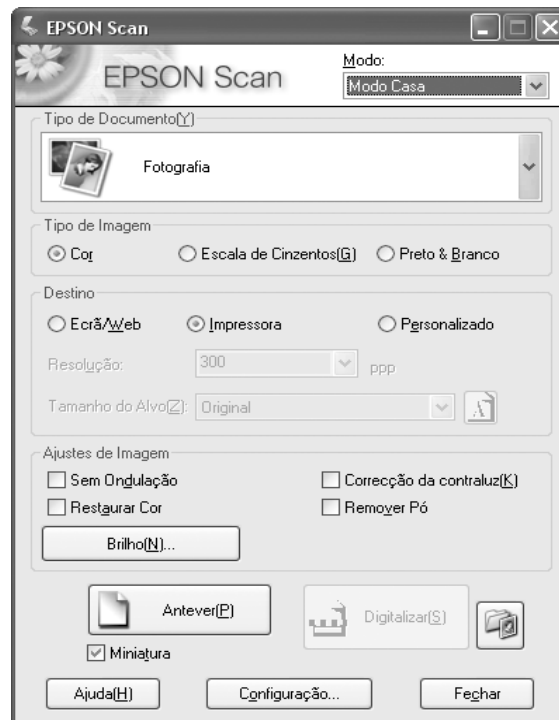 EPSON Scan
EPSON Scan
Modo:
Modo Casa
Tipo de Documento(Y)
Fotografia
Tipo de Imagem
Cor Escala de Cinzentos(G) Preto & Branco
Destino
Ecrã/Web Impressora Personalizado
Resolução: 300 ppp
Tamanho do Alvo(Z): Original
Ajustes de Imagem
Sem Ondulação Correcção da contraluz(K)
Restaurar Cor Remover Pó
Brilho(N)...
Antever(P) Digitalizar(S)
Miniatura
Ajuda(H) Configuração... Fechar